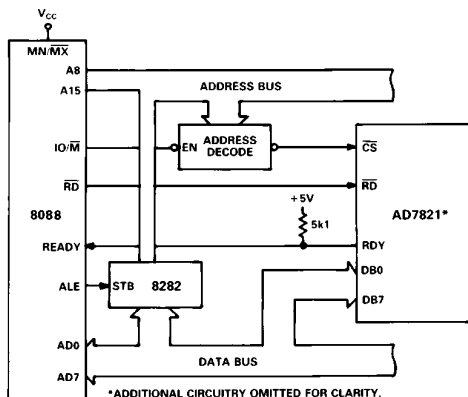 VCC
MN/MX
A8
ADDRESS BUS
A15
ADDRESS
DECODE
IO/M
EN
CS
RD
RD
+5V
AD7821*
8088
5k1
READY
RDY
DB0
ALE
STB
8282
DB7
AD0
DATA BUS
AD7
*ADDITIONAL CIRCUITRY OMITTED FOR CLARITY.